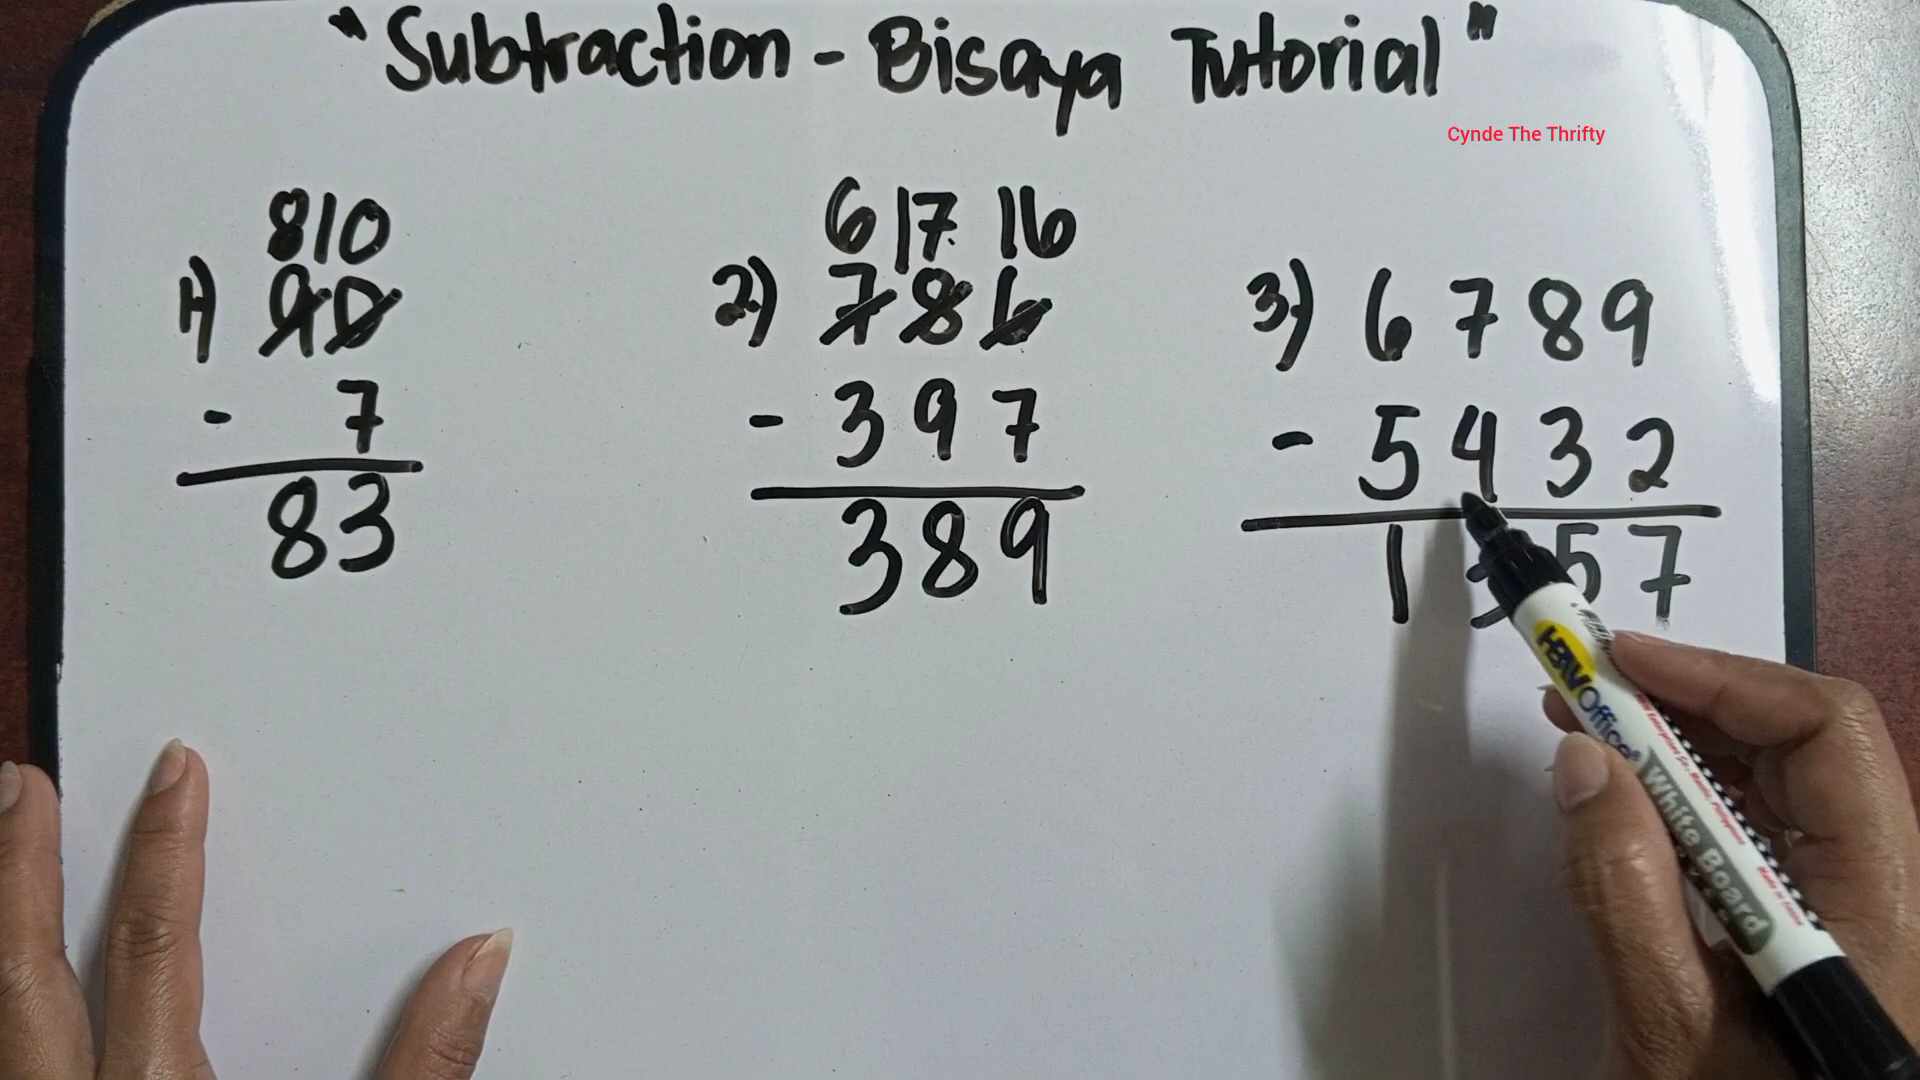 "Subtraction - Bisaya Tutorial"
Cynde The Thrifty
810
1) 90
- 7
83
6 17 16
2) 786
- 397
389
3) 6789
- 5432
1 57
HBW Office
White Board